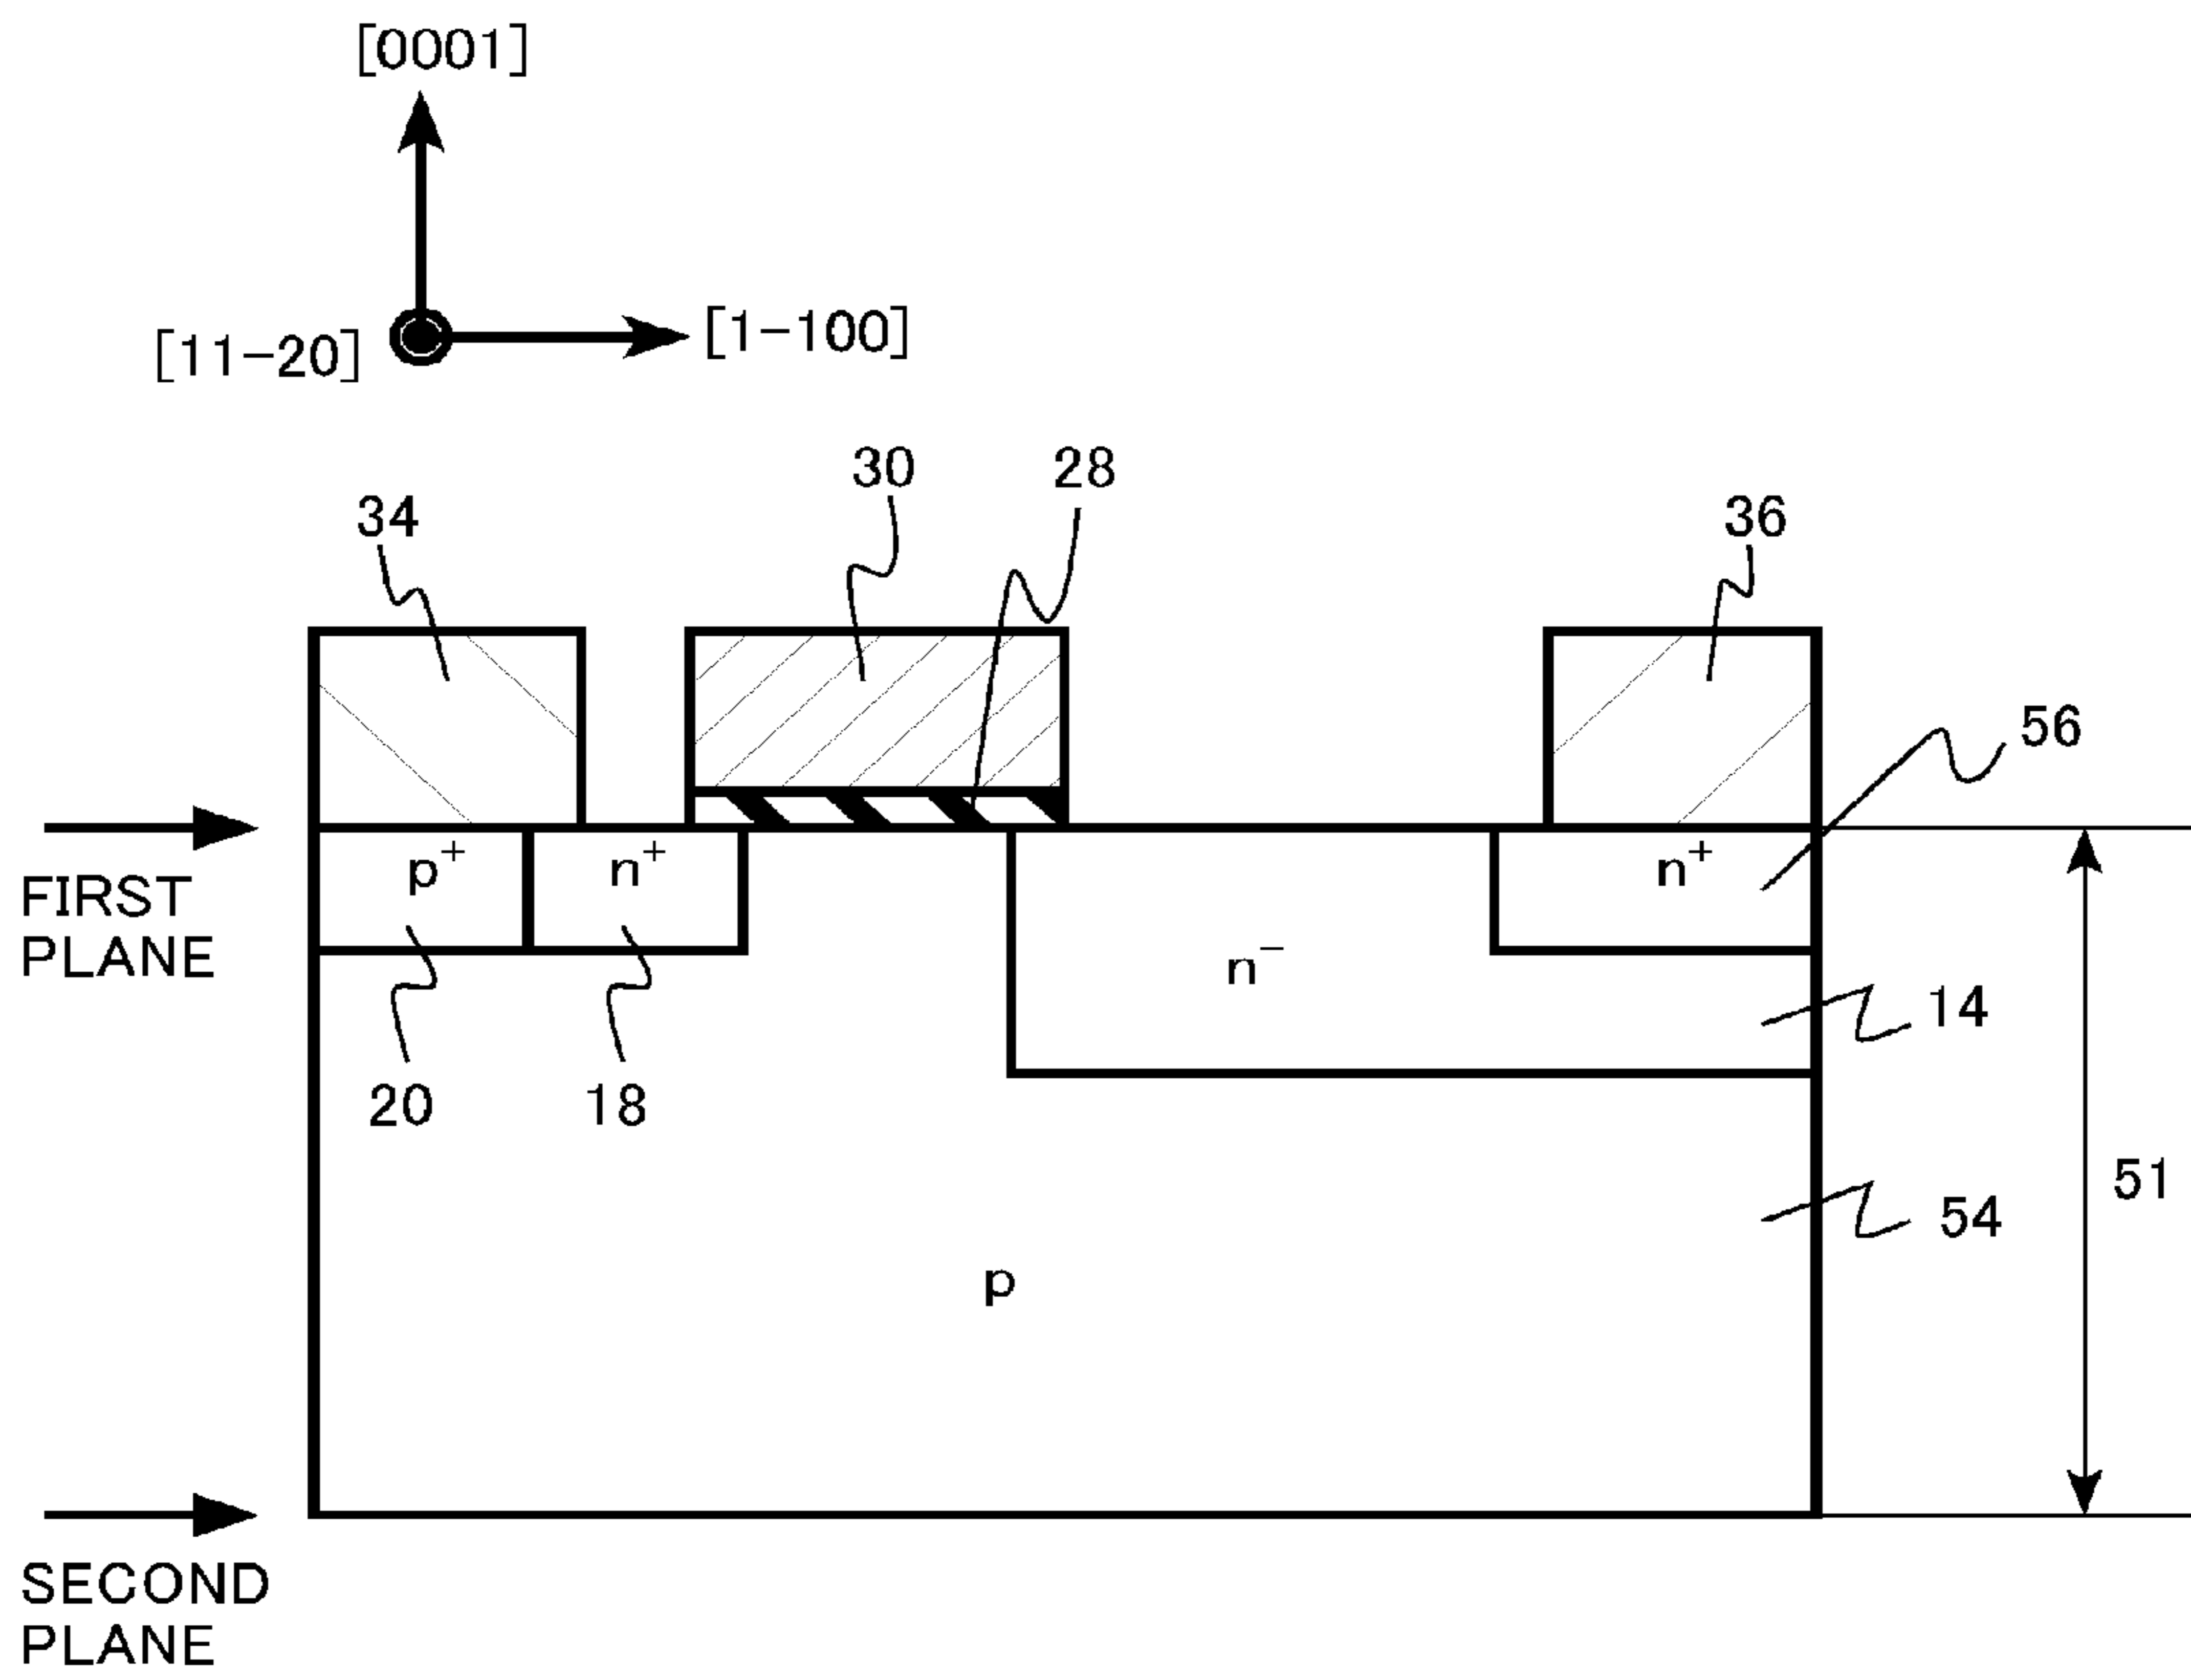 [0001]
[11-20]
[1-100]
30
28
34
36
56
p+
n+
n+
FIRST
PLANE
n−
14
20
18
51
54
p
SECOND
PLANE